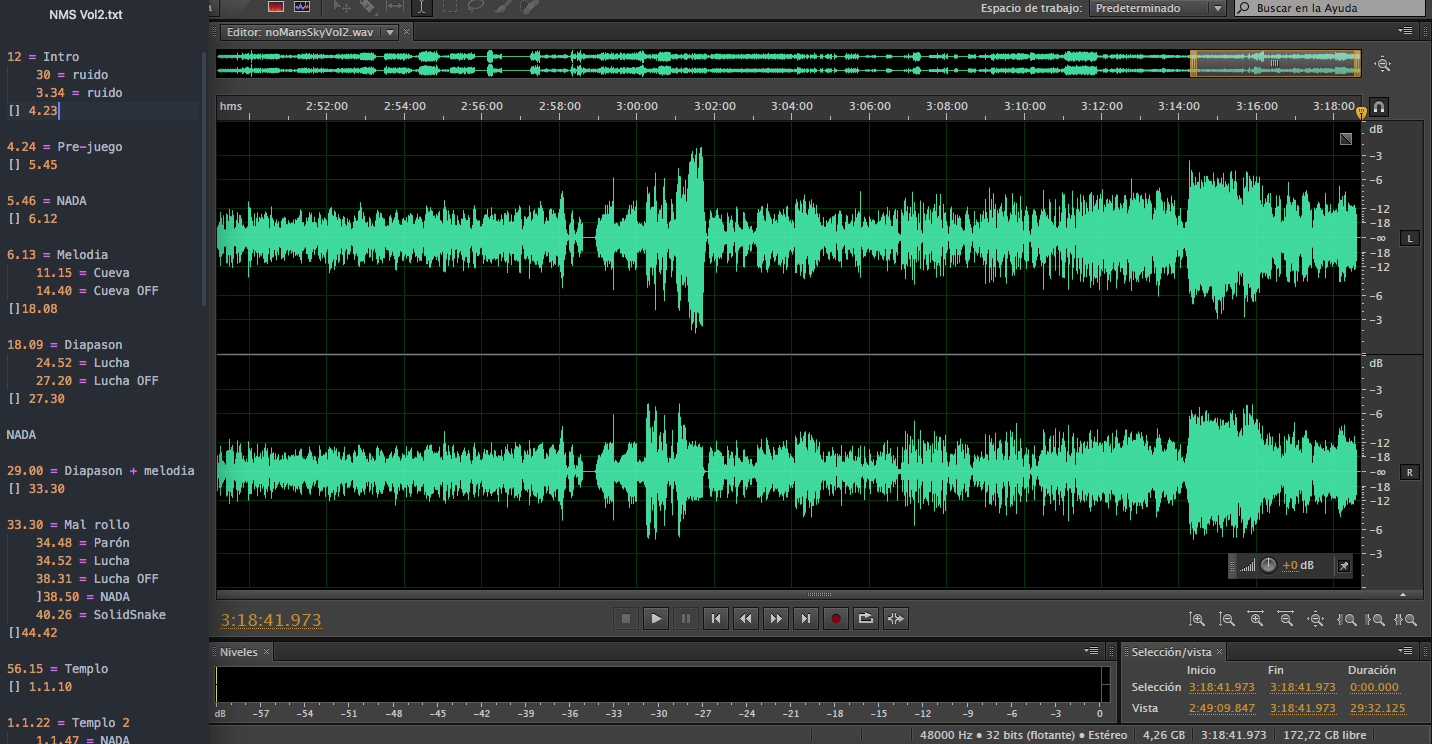 NMS Vol2.txt
12 = Intro
30 = ruido
3.34 = ruido
[] 4.23
4.24 = Pre-juego
[] 5.45
5.46 = NADA
[] 6.12
6.13 = Melodia
11.15 = Cueva
14.40 = Cueva OFF
[]18.08
18.09 = Diapason
24.52 = Lucha
27.20 = Lucha OFF
[] 27.30
NADA
29.00 = Diapason + melodia
[] 33.30
33.30 = Mal rollo
34.48 = Parón
34.52 = Lucha
38.31 = Lucha OFF
]38.50 = NADA
40.26 = SolidSnake
[]44.42
56.15 = Templo
[] 1.1.10
1.1.22 = Templo 2
1.1.47 = NADA
Espacio de trabajo: Predeterminado Buscar en la Ayuda
Editor: noMansSkyVol2.wav ×
hms 2:52:00 2:54:00 2:56:00 2:58:00 3:00:00 3:02:00 3:04:00 3:06:00 3:08:00 3:10:00 3:12:00 3:14:00 3:16:00 3:18:00
dB
-3
-6
-12
-18
-∞
L
-18
-12
-6
-3
dB
-3
-6
-12
-18
-∞
R
-18
-12
-6
-3
+0 dB
3:18:41.973
Niveles ×
dB -57 -54 -51 -48 -45 -42 -39 -36 -33 -30 -27 -24 -21 -18 -15 -12 -9 -6 -3 0
Selección/vista ×
Inicio Fin Duración
Selección 3:18:41.973 3:18:41.973 0:00.000
Vista 2:49:09.847 3:18:41.973 29:32.125
48000 Hz ● 32 bits (flotante) ● Estéreo 4,26 GB 3:18:41.973 172,72 GB libre